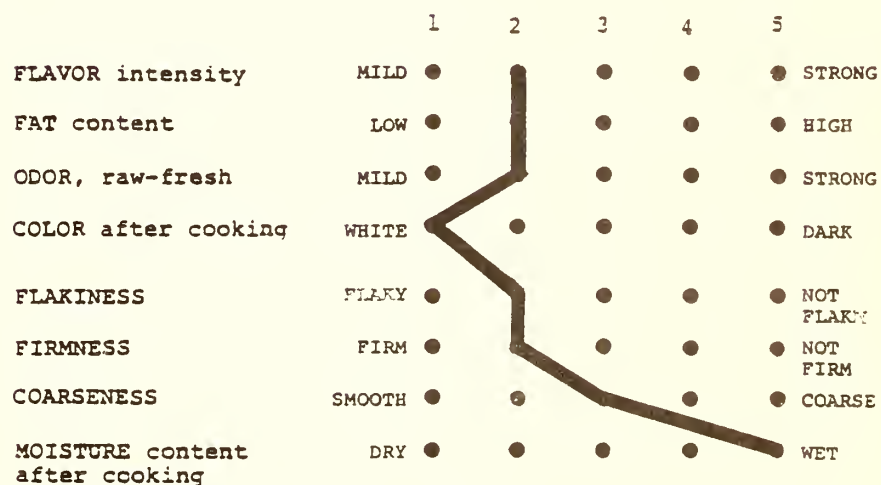 1 2 3 4 5
FLAVOR intensity MILD STRONG
FAT content LOW HIGH
ODOR, raw-fresh MILD STRONG
COLOR after cooking WHITE DARK
FLAKINESS FLAKY NOT
FLAKY
FIRMNESS FIRM NOT
FIRM
COARSENESS SMOOTH COARSE
MOISTURE content DRY WET
after cooking